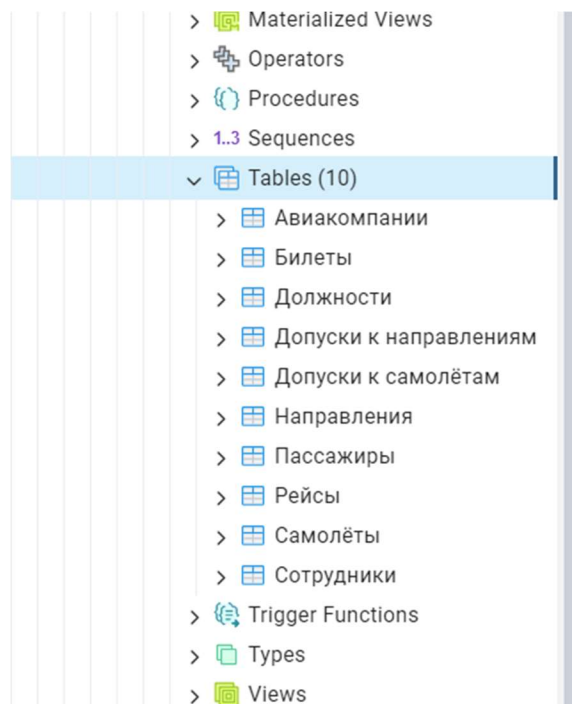 Materialized Views
Operators
Procedures
1..3 Sequences
Tables (10)
Авиакомпании
Билеты
Должности
Допуски к направлениям
Допуски к самолётам
Направления
Пассажиры
Рейсы
Самолёты
Сотрудники
Trigger Functions
Types
Views